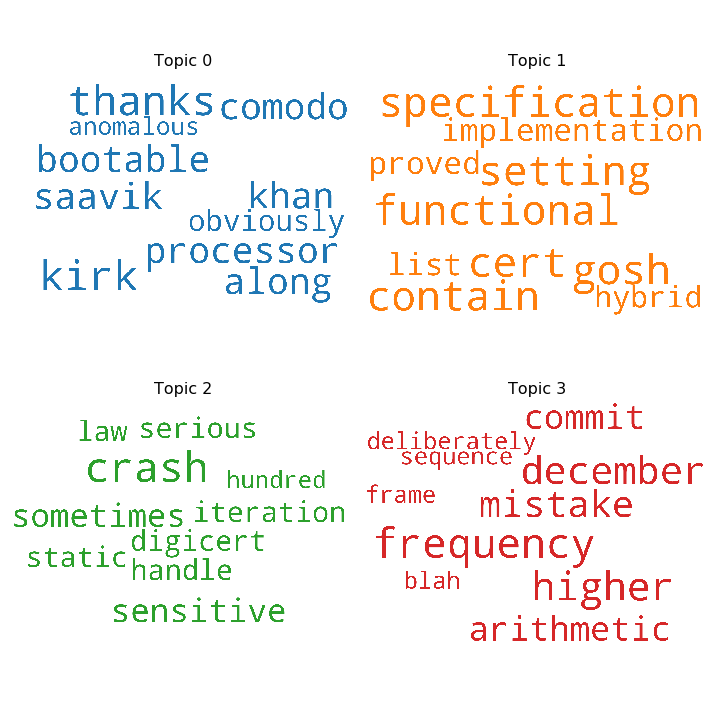 Topic 0
thanks comodo
anomalous
bootable
saavik khan
obviously
processor
kirk along
Topic 1
specification
implementation
proved setting
functional
list cert gosh
contain hybrid
Topic 2
law serious
crash hundred
sometimes iteration
static digicert
handle
sensitive
Topic 3
commit
deliberately
sequence december
frame mistake
frequency
blah higher
arithmetic